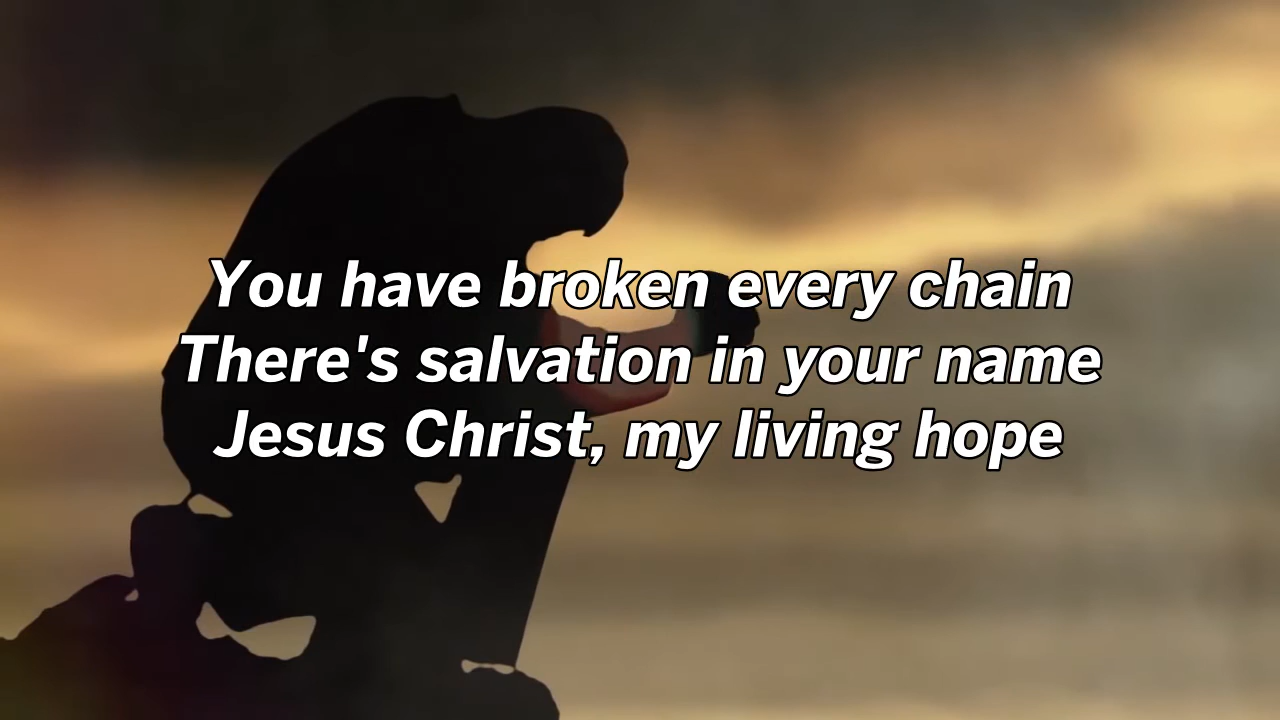 You have broken every chain
There's salvation in your name
Jesus Christ, my living hope